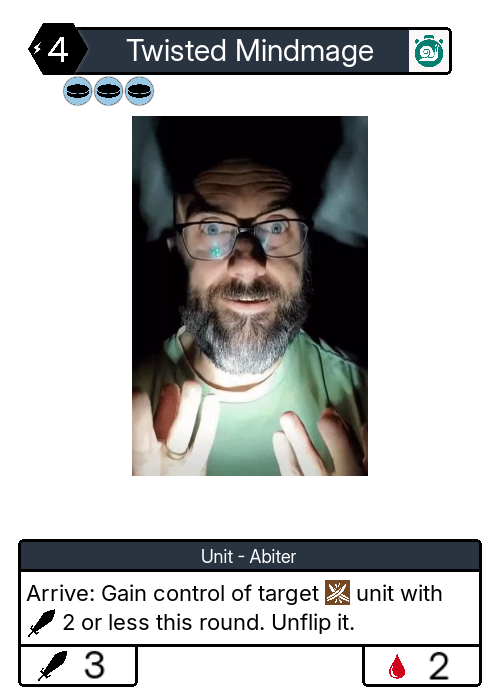 4
Twisted Mindmage
Unit - Abiter
Arrive: Gain control of target unit with
2 or less this round. Unflip it.
3
2